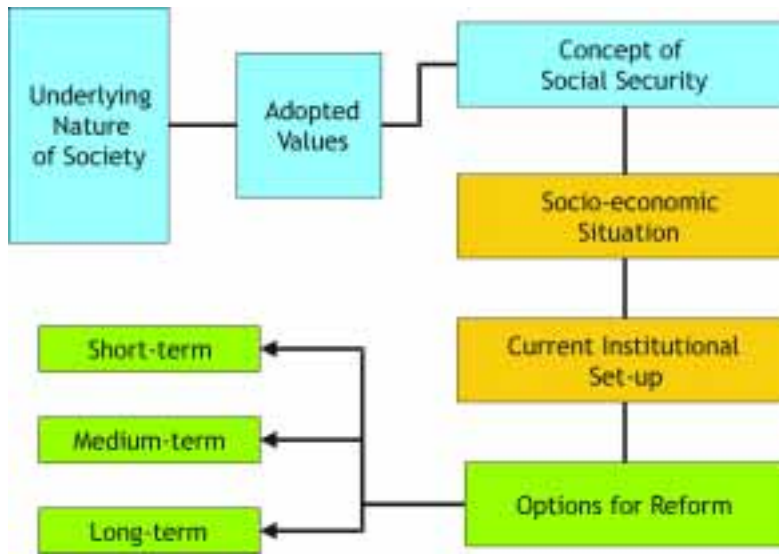 Underlying
Nature
of Society
Adopted
Values
Concept of
Social Security
Socio-economic
Situation
Current Institutional
Set-up
Options for Reform
Short-term
Medium-term
Long-term